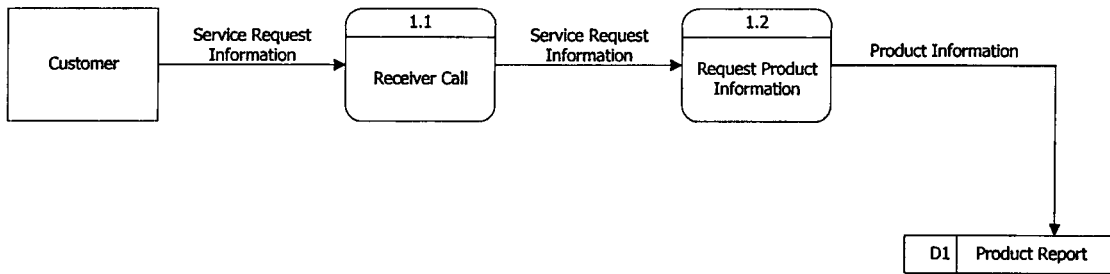 Customer
Service Request
Information
1.1
Receiver Call
Service Request
Information
1.2
Request Product
Information
Product Information
D1
Product Report